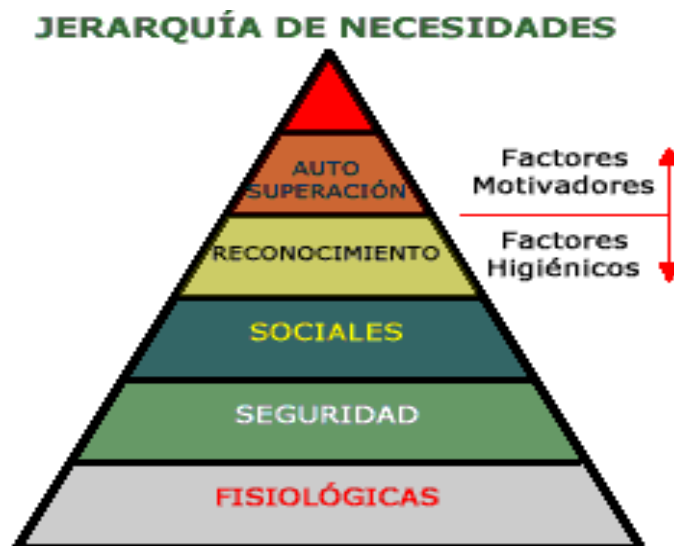 JERARQUÍA DE NECESIDADES
AUTO
SUPERACIÓN
Factores
Motivadores
RECONOCIMIENTO
Factores
Higiénicos
SOCIALES
SEGURIDAD
FISIOLÓGICAS